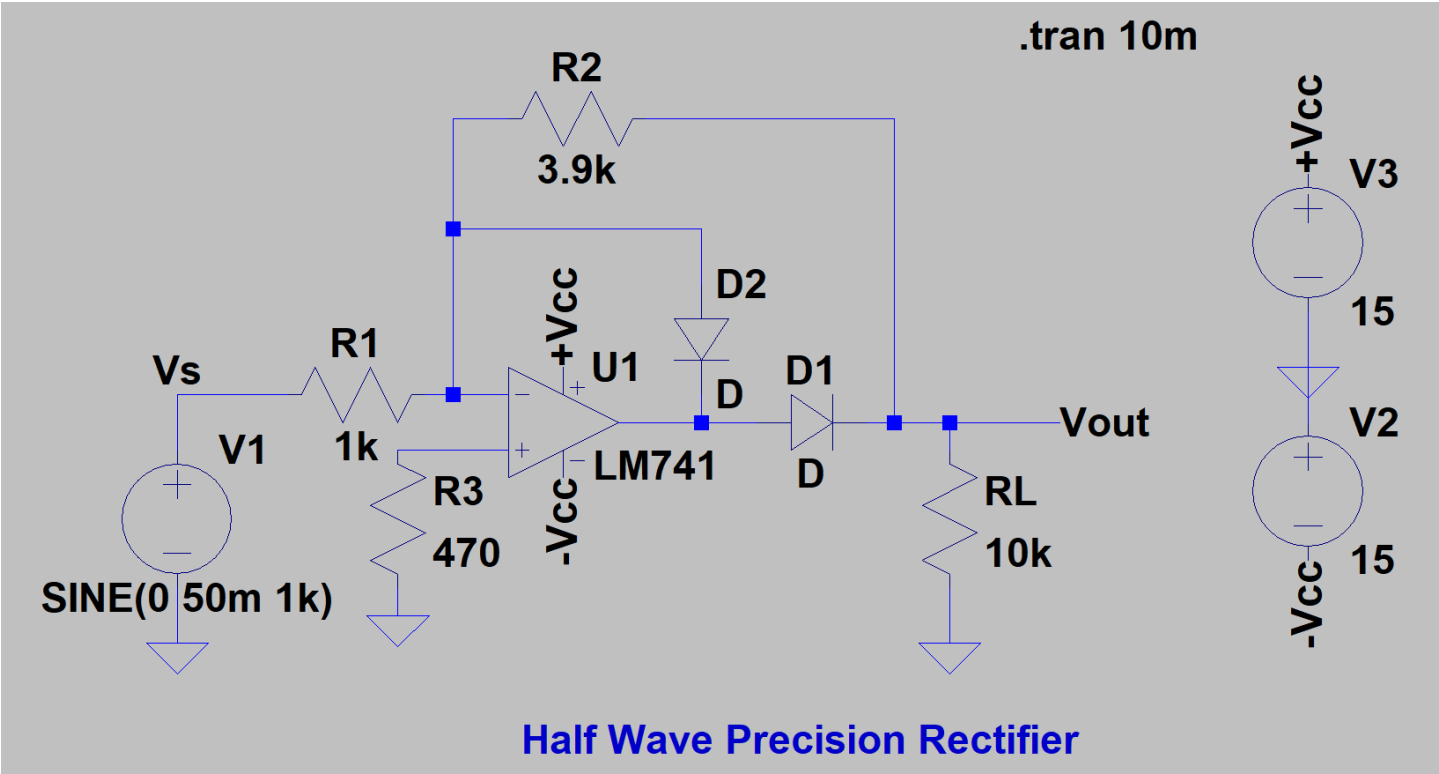 .tran 10m
R2
3.9k
+Vcc
V3
15
D2
D
+Vcc
U1
D1
D
R1
Vs
1k
V1
LM741
-Vcc
R3
470
SINE(0 50m 1k)
Vout
RL
10k
V2
15
-Vcc
Half Wave Precision Rectifier